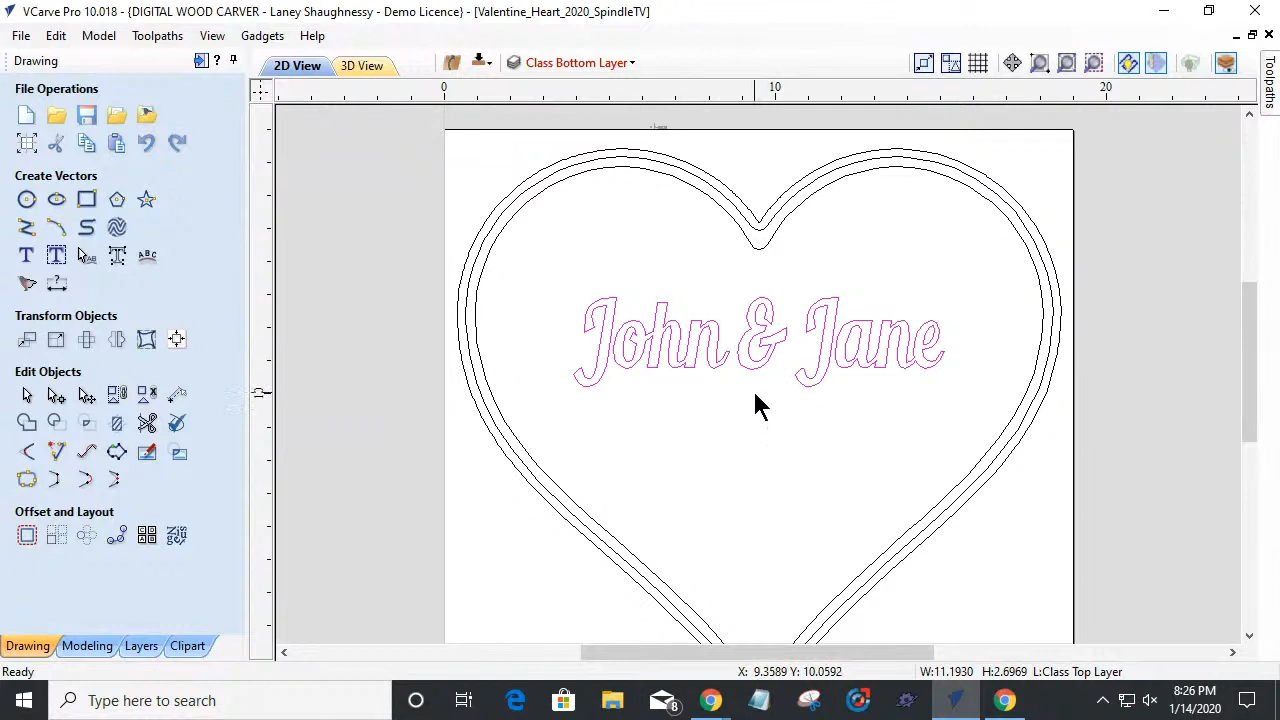 VCarve Pro 10.018 - {DIGITAL WOOD CARVER - Laney Shaughnessy - Demo Licence} - [Valentine_Heart_2020_SpindleTV]
File Edit Model Toolpaths View Gadgets Help
Drawing
2D View 3D View Class Bottom Layer
File Operations
0 10 20
Create Vectors
John & Jane
Transform Objects
Edit Objects
Offset and Layout
Drawing Modeling Layers Clipart
Toolpaths
Ready X: 9.3589 Y: 10.0592 W:11.1930 H:2.6969 L:Class Top Layer
Type here to search 8 8:26 PM
1/14/2020